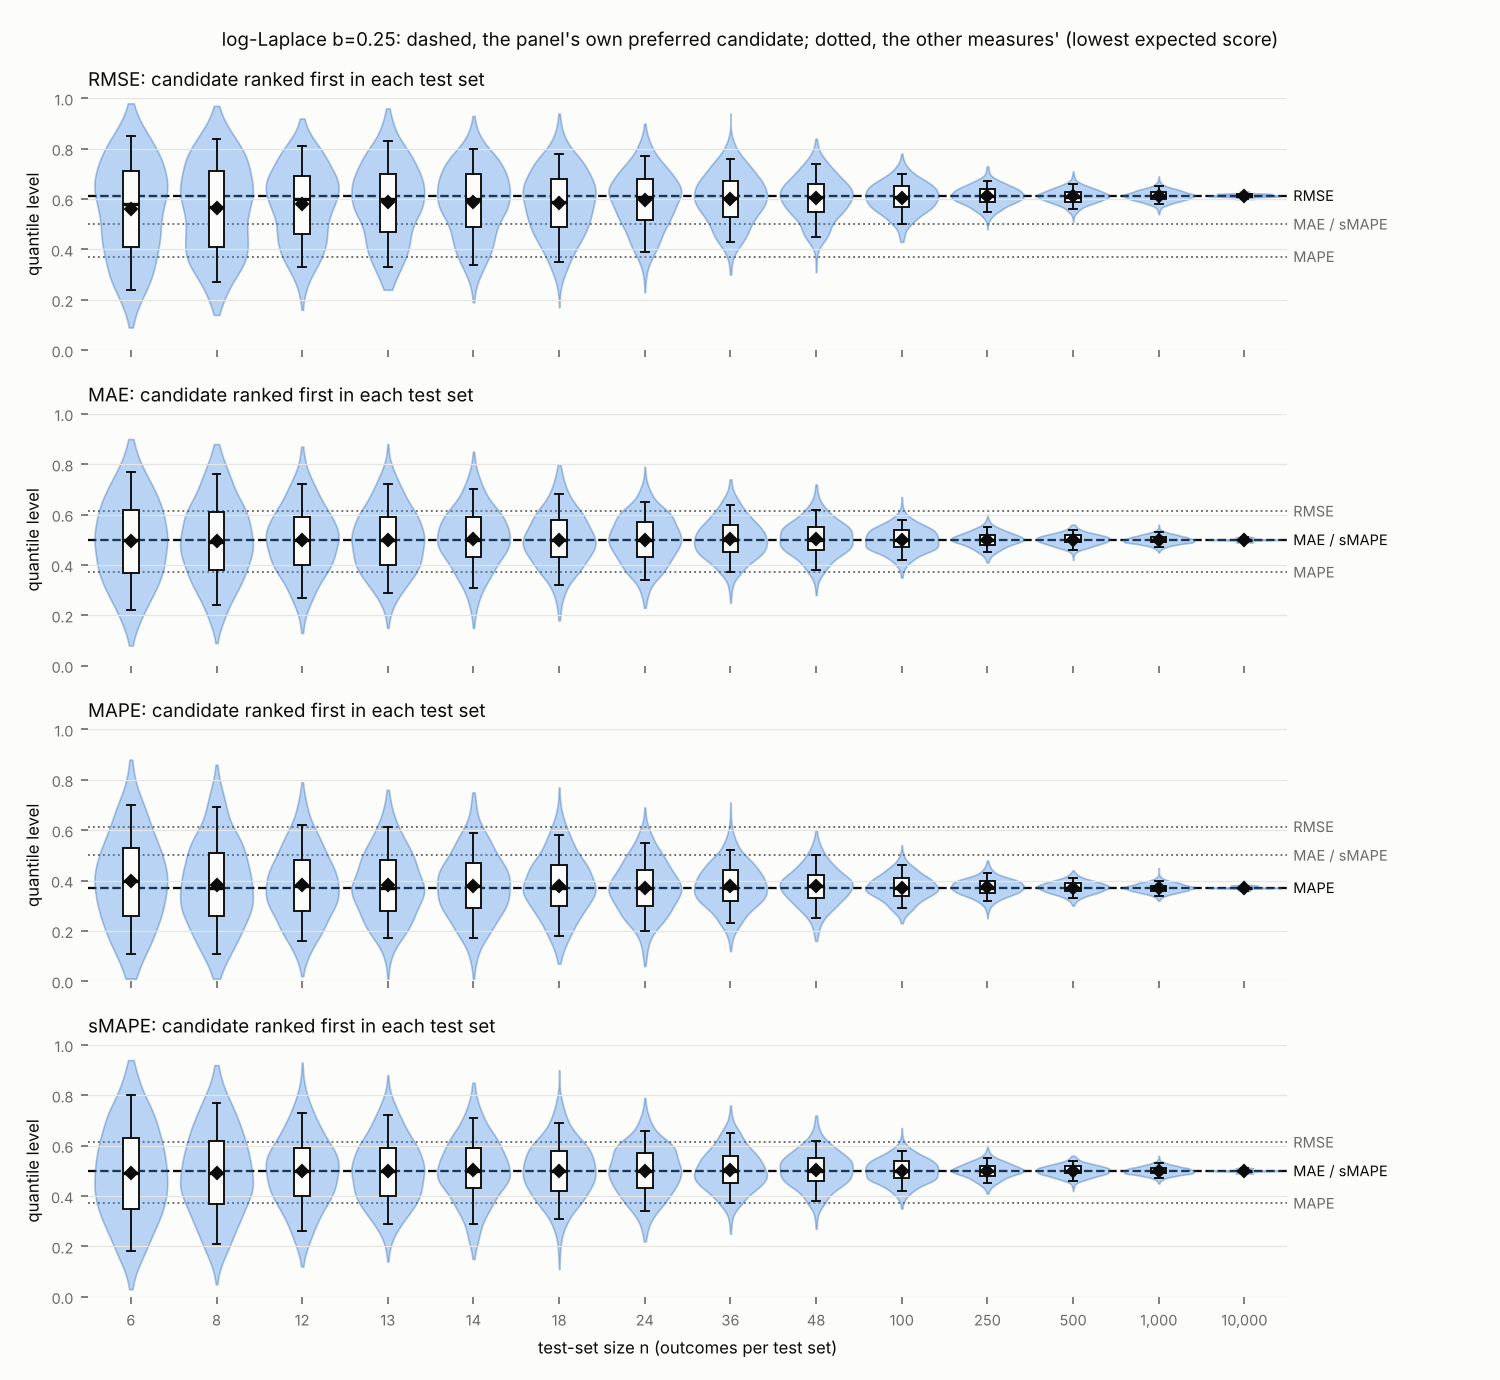 log-Laplace b=0.25: dashed, the panel's own preferred candidate; dotted, the other measures' (lowest expected score)
RMSE: candidate ranked first in each test set
1.0
0.8
0.6
0.4
0.2
0.0
quantile level
RMSE
MAE / sMAPE
MAPE
MAE: candidate ranked first in each test set
1.0
0.8
0.6
0.4
0.2
0.0
quantile level
RMSE
MAE / sMAPE
MAPE
MAPE: candidate ranked first in each test set
1.0
0.8
0.6
0.4
0.2
0.0
quantile level
RMSE
MAE / sMAPE
MAPE
sMAPE: candidate ranked first in each test set
1.0
0.8
0.6
0.4
0.2
0.0
quantile level
RMSE
MAE / sMAPE
MAPE
6 8 12 13 14 18 24 36 48 100 250 500 1,000 10,000
test-set size n (outcomes per test set)